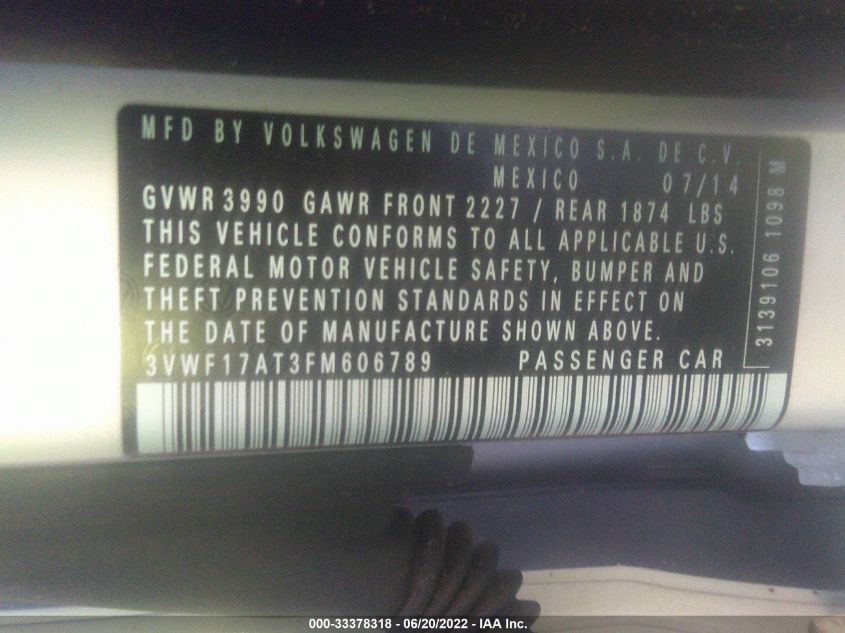 MFD BY VOLKSWAGEN DE MEXICO S.A. DE C.V.
MEXICO 07/14
GVWR 3990 GAWR FRONT 2227 / REAR 1874 LBS
THIS VEHICLE CONFORMS TO ALL APPLICABLE U.S.
FEDERAL MOTOR VEHICLE SAFETY, BUMPER AND
THEFT PREVENTION STANDARDS IN EFFECT ON
THE DATE OF MANUFACTURE SHOWN ABOVE.
3VWF17AT3FM606789 PASSENGER CAR
3139106 1098 M
000-33378318 - 06/20/2022 - IAA Inc.